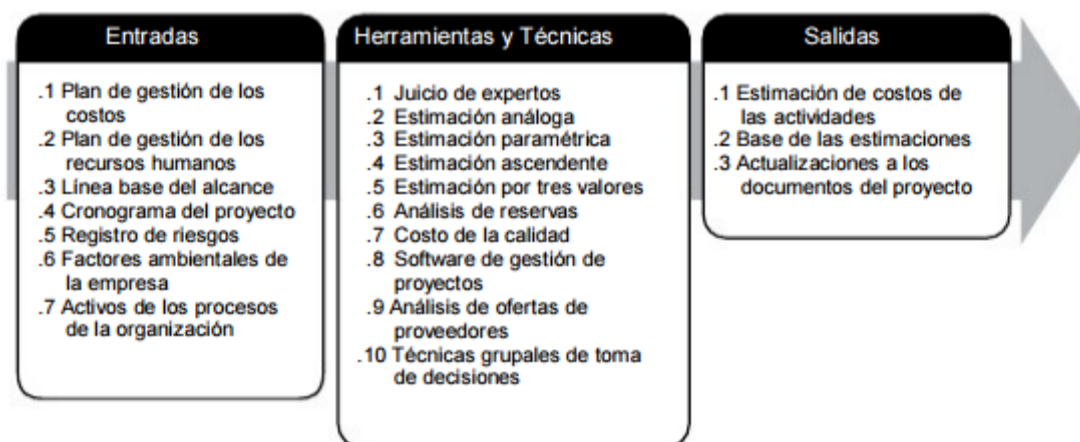 Entradas
.1 Plan de gestión de los
costos
.2 Plan de gestión de los
recursos humanos
.3 Línea base del alcance
.4 Cronograma del proyecto
.5 Registro de riesgos
.6 Factores ambientales de
la empresa
.7 Activos de los procesos
de la organización
Herramientas y Técnicas
.1 Juicio de expertos
.2 Estimación análoga
.3 Estimación paramétrica
.4 Estimación ascendente
.5 Estimación por tres valores
.6 Análisis de reservas
.7 Costo de la calidad
.8 Software de gestión de
proyectos
.9 Análisis de ofertas de
proveedores
.10 Técnicas grupales de toma
de decisiones
Salidas
.1 Estimación de costos de
las actividades
.2 Base de las estimaciones
.3 Actualizaciones a los
documentos del proyecto